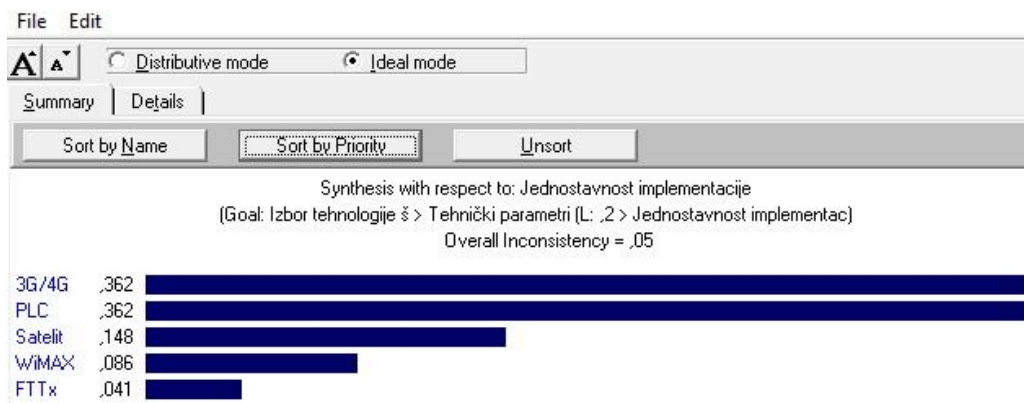 File Edit
A A Distributive mode Ideal mode
Summary Details
Sort by Name Sort by Priority Unsort
Synthesis with respect to: Jednostavnost implementacije
(Goal: Izbor tehnologije š > Tehnički parametri (L: ,2 > Jednostavnost implementac)
Overall Inconsistency = ,05
3G/4G ,362
PLC ,362
Satelit ,148
WiMAX ,086
FTTx ,041